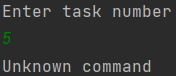 Enter task number
5
Unknown command